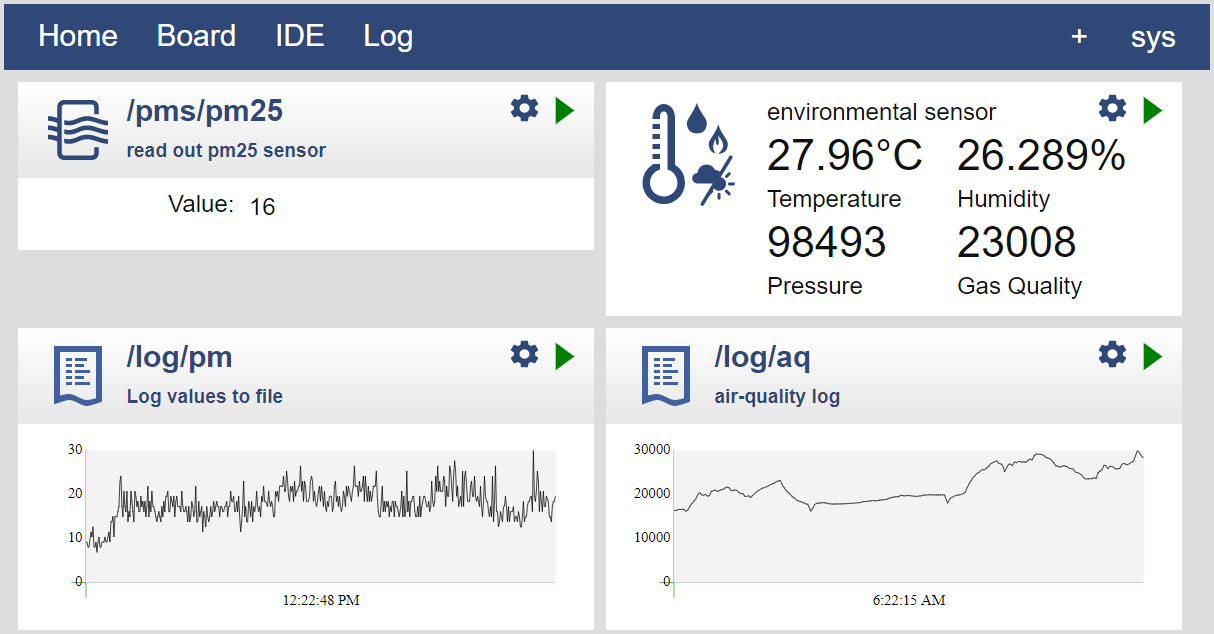 Home Board IDE Log + sys
/pms/pm25
read out pm25 sensor
Value: 16
environmental sensor
27.96°C 26.289%
Temperature Humidity
98493 23008
Pressure Gas Quality
/log/pm
Log values to file
30
20
10
0
12:22:48 PM
/log/aq
air-quality log
30000
20000
10000
0
6:22:15 AM